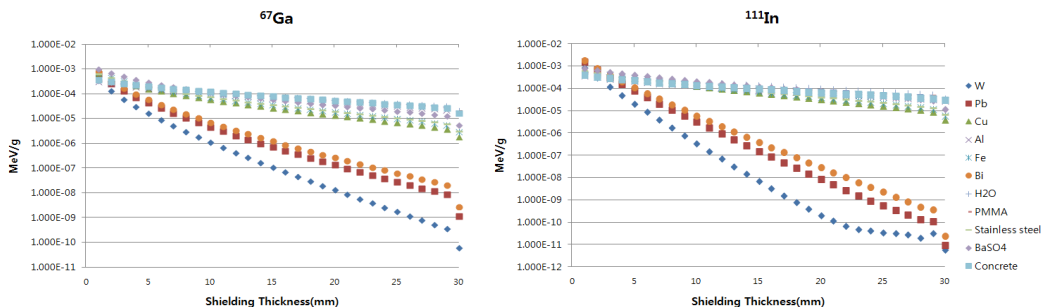 67Ga
1.000E-02
1.000E-03
1.000E-04
1.000E-05
1.000E-06
1.000E-07
1.000E-08
1.000E-09
1.000E-10
1.000E-11
MeV/g
0 5 10 15 20 25 30
Shielding Thickness(mm)
111In
1.000E-02
1.000E-03
1.000E-04
1.000E-05
1.000E-06
1.000E-07
1.000E-08
1.000E-09
1.000E-10
1.000E-11
1.000E-12
MeV/g
0 5 10 15 20 25 30
Shielding Thickness(mm)
W
Pb
Cu
Al
Fe
Bi
H2O
PMMA
Stainless steel
BaSO4
Concrete